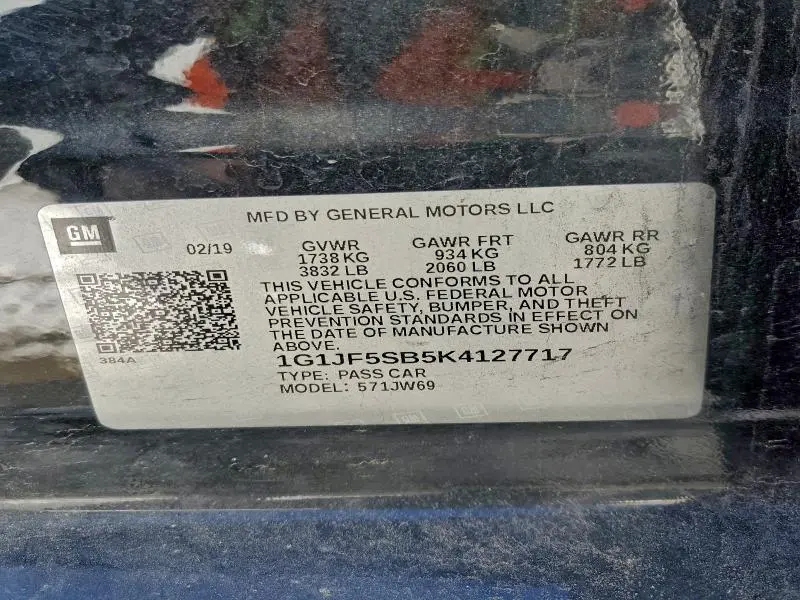 GM
MFD BY GENERAL MOTORS LLC
02/19
GVWR GAWR FRT GAWR RR
1738 KG 934 KG 804 KG
3832 LB 2060 LB 1772 LB
THIS VEHICLE CONFORMS TO ALL
APPLICABLE U.S. FEDERAL MOTOR
VEHICLE SAFETY, BUMPER, AND THEFT
PREVENTION STANDARDS IN EFFECT ON
THE DATE OF MANUFACTURE SHOWN
ABOVE.
384A
1G1JF5SB5K4127717
TYPE: PASS CAR
MODEL: 571JW69